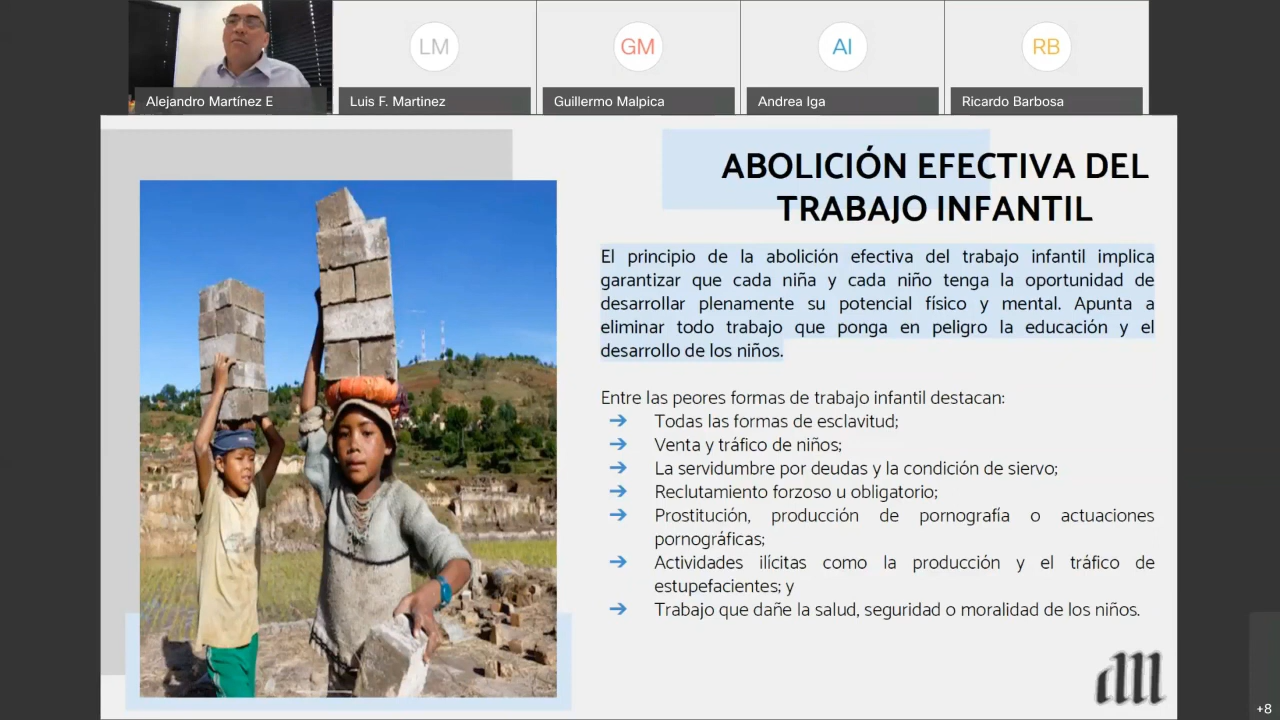 LM
GM
AI
RB
Alejandro Martínez E
Luis F. Martinez
Guillermo Malpica
Andrea Iga
Ricardo Barbosa
ABOLICIÓN EFECTIVA DEL
TRABAJO INFANTIL
El principio de la abolición efectiva del trabajo infantil implica
garantizar que cada niña y cada niño tenga la oportunidad de
desarrollar plenamente su potencial físico y mental. Apunta a
eliminar todo trabajo que ponga en peligro la educación y el
desarrollo de los niños.
Entre las peores formas de trabajo infantil destacan:
➔ Todas las formas de esclavitud;
➔ Venta y tráfico de niños;
➔ La servidumbre por deudas y la condición de siervo;
➔ Reclutamiento forzoso u obligatorio;
➔ Prostitución, producción de pornografía o actuaciones
pornográficas;
➔ Actividades ilícitas como la producción y el tráfico de
estupefacientes; y
➔ Trabajo que dañe la salud, seguridad o moralidad de los niños.
+8